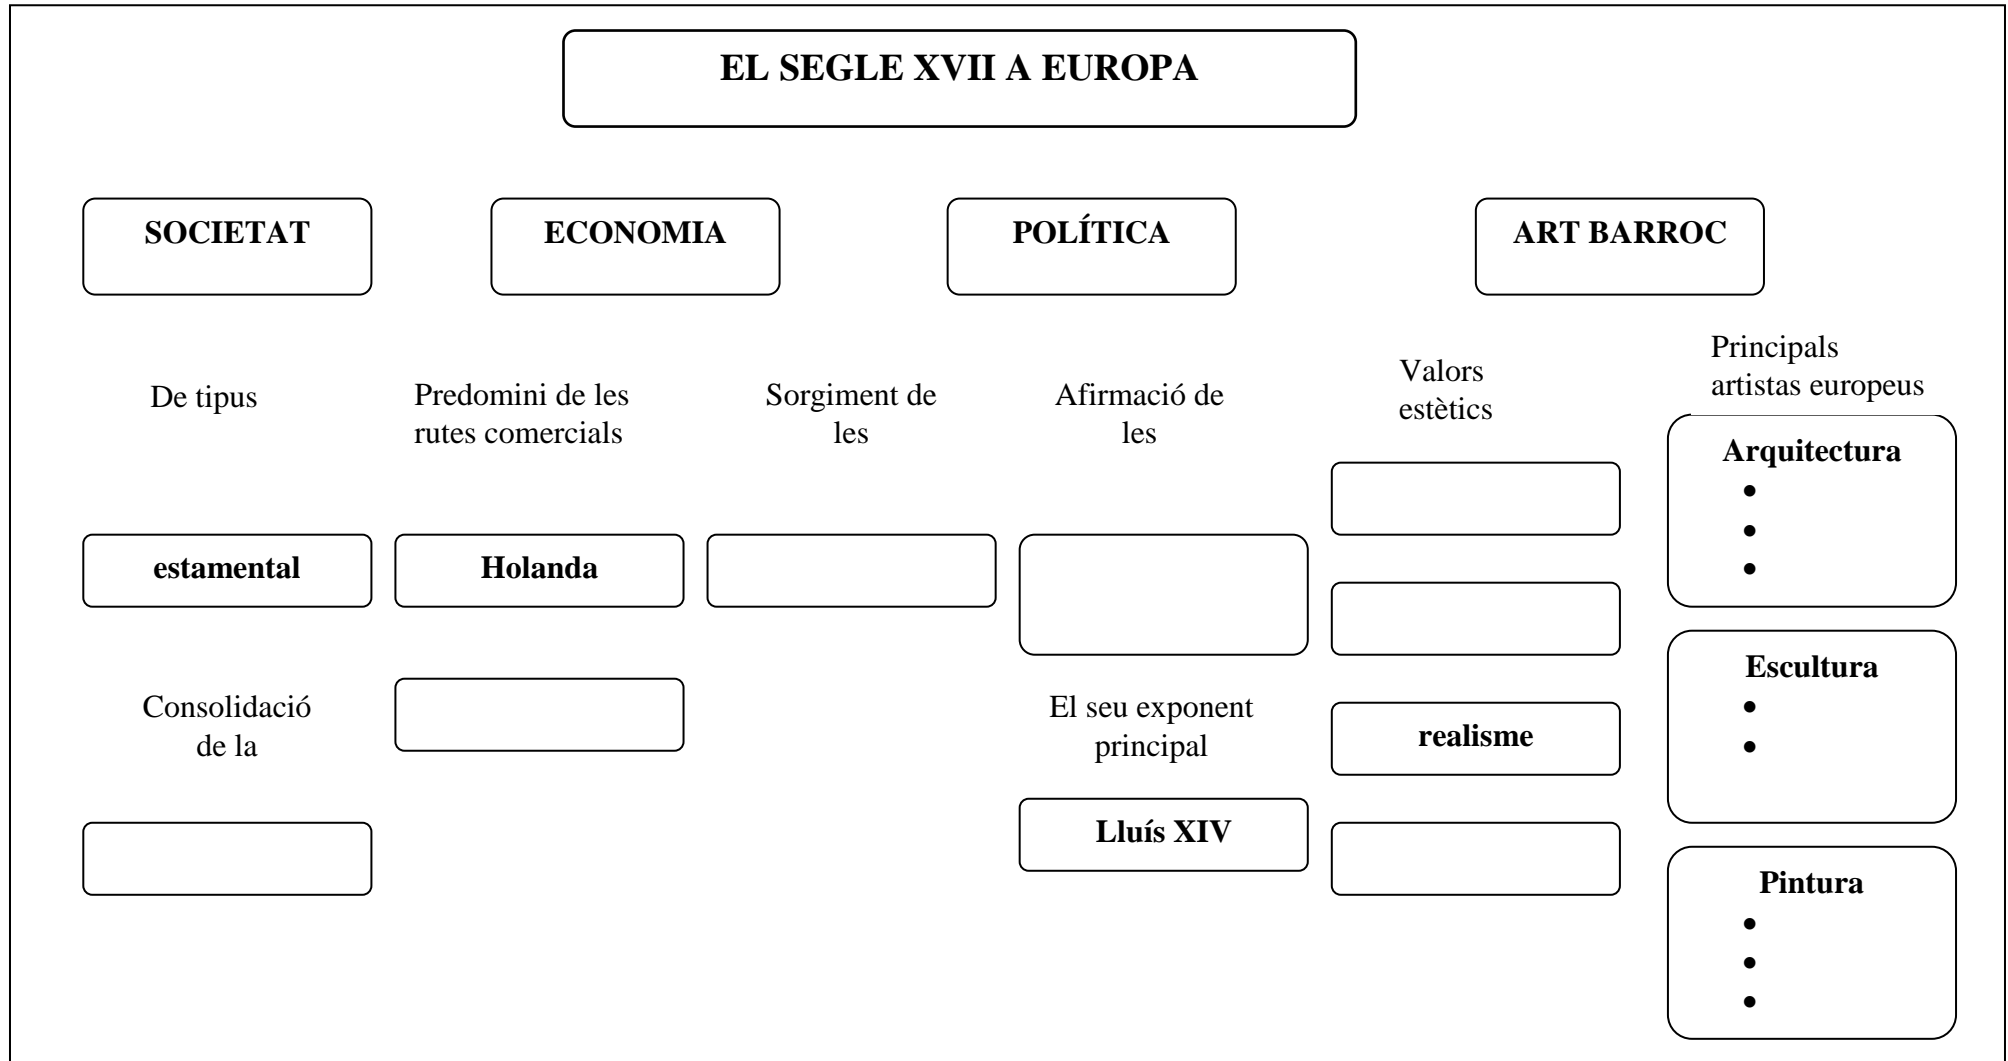 EL SEGLE XVII A EUROPA
SOCIETAT
ECONOMIA
POLÍTICA
ART BARROC
De tipus
estamental
Consolidació
de la
Predomini de les
rutes comercials
Holanda
Sorgiment de
les
Afirmació de
les
El seu exponent
principal
Lluís XIV
Valors
estètics
realisme
Principals
artistas europeus
Arquitectura
•
•
•
Escultura
•
•
Pintura
•
•
•